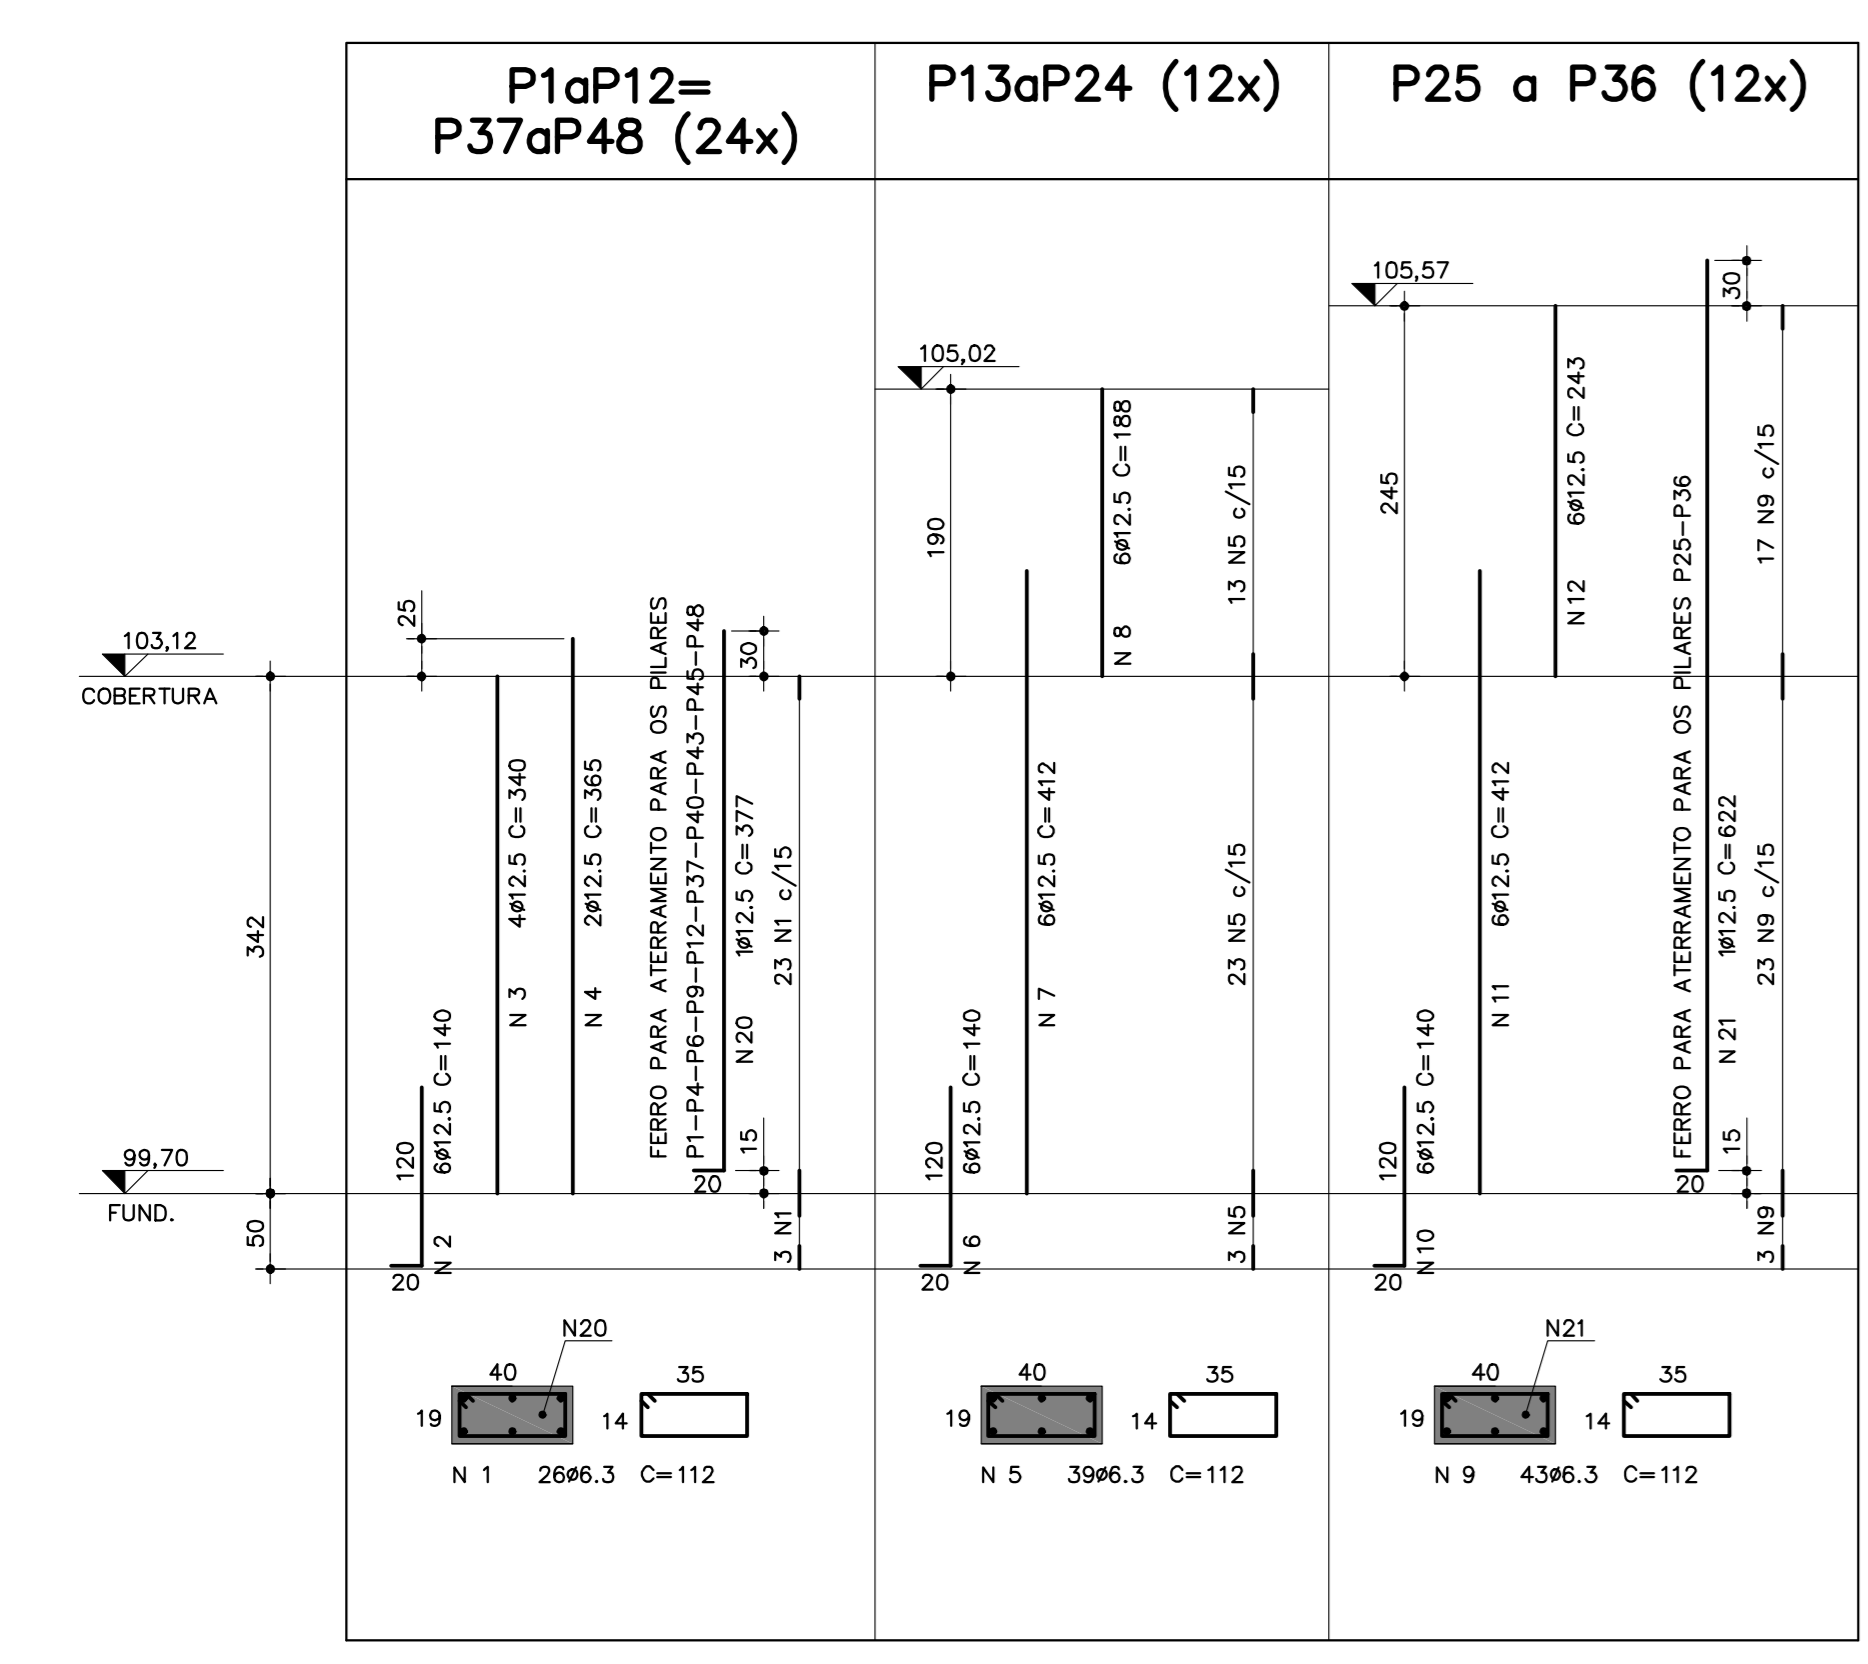 P1aP12=
P37aP48 (24x)
P13aP24 (12x)
P25 a P36 (12x)
103,12
COBERTURA
342
99,70
FUND.
50
25
120
6ø12.5 C=140
N 2
20
4ø12.5 C=340
N 3
2ø12.5 C=365
N 4
FERRO PARA ATERRAMENTO PARA OS PILARES
P1-P4-P6-P9-P12-P37-P40-P43-P45-P48
30
1ø12.5 C=377
N20
15
20
23 N1 c/15
3 N1
N20
40
19
35
14
N 1 26ø6.3 C=112
105,02
190
6ø12.5 C=188
N 8
13 N5 c/15
6ø12.5 C=412
N 7
23 N5 c/15
120
6ø12.5 C=140
N 6
20
3 N5
40
19
35
14
N 5 39ø6.3 C=112
105,57
245
6ø12.5 C=243
N12
30
17 N9 c/15
6ø12.5 C=412
N 11
FERRO PARA ATERRAMENTO PARA OS PILARES P25-P36
1ø12.5 C=622
N 21
23 N9 c/15
15
20
120
6ø12.5 C=140
N10
20
3 N9
N21
40
19
35
14
N 9 43ø6.3 C=112